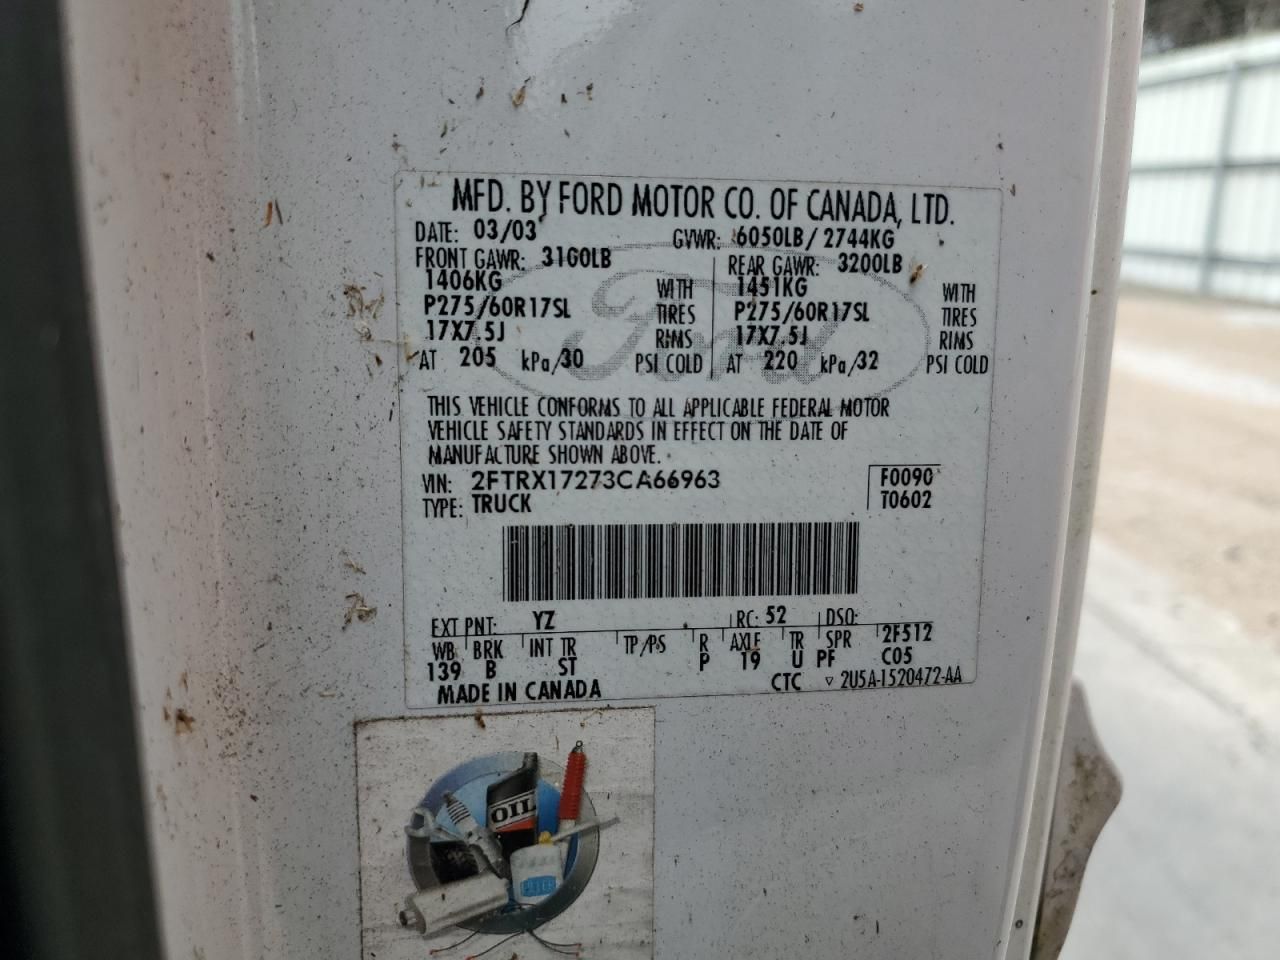 MFD. BY FORD MOTOR CO. OF CANADA, LTD.
DATE: 03/03 GVWR: 6050LB/ 2744KG
FRONT GAWR: 3100LB REAR GAWR: 3200LB
1406KG WITH 1451KG WITH
P275/60R17SL TIRES P275/60R17SL TIRES
17X7.5J RIMS 17X7.5J RIMS
AT 205 kPa/30 PSI COLD AT 220 kPa/32 PSI COLD
Ford
THIS VEHICLE CONFORMS TO ALL APPLICABLE FEDERAL MOTOR
VEHICLE SAFETY STANDARDS IN EFFECT ON THE DATE OF
MANUFACTURE SHOWN ABOVE.
VIN: 2FTRX17273CA66963 F0090
TYPE: TRUCK T0602
EXT PNT: YZ RC: 52 DSO:
WB BRK INT TR TP/PS R AXLE TR SPR 2F512
139 B ST P 19 U PF C05
MADE IN CANADA CTC ▽ 2U5A-1520472-AA
OIL
FILTER